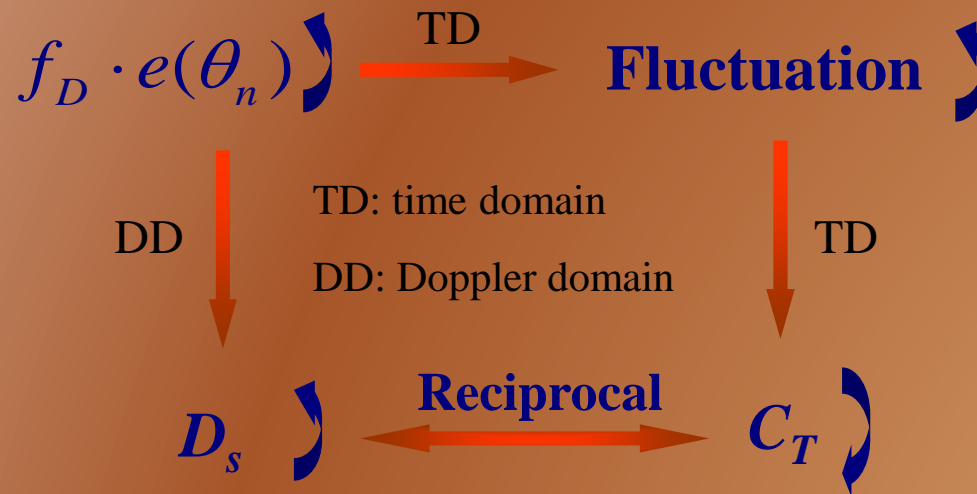 TD
f_D · e(θ_n) Fluctuation
TD: time domain
DD TD
DD: Doppler domain
Reciprocal
D_s C_T